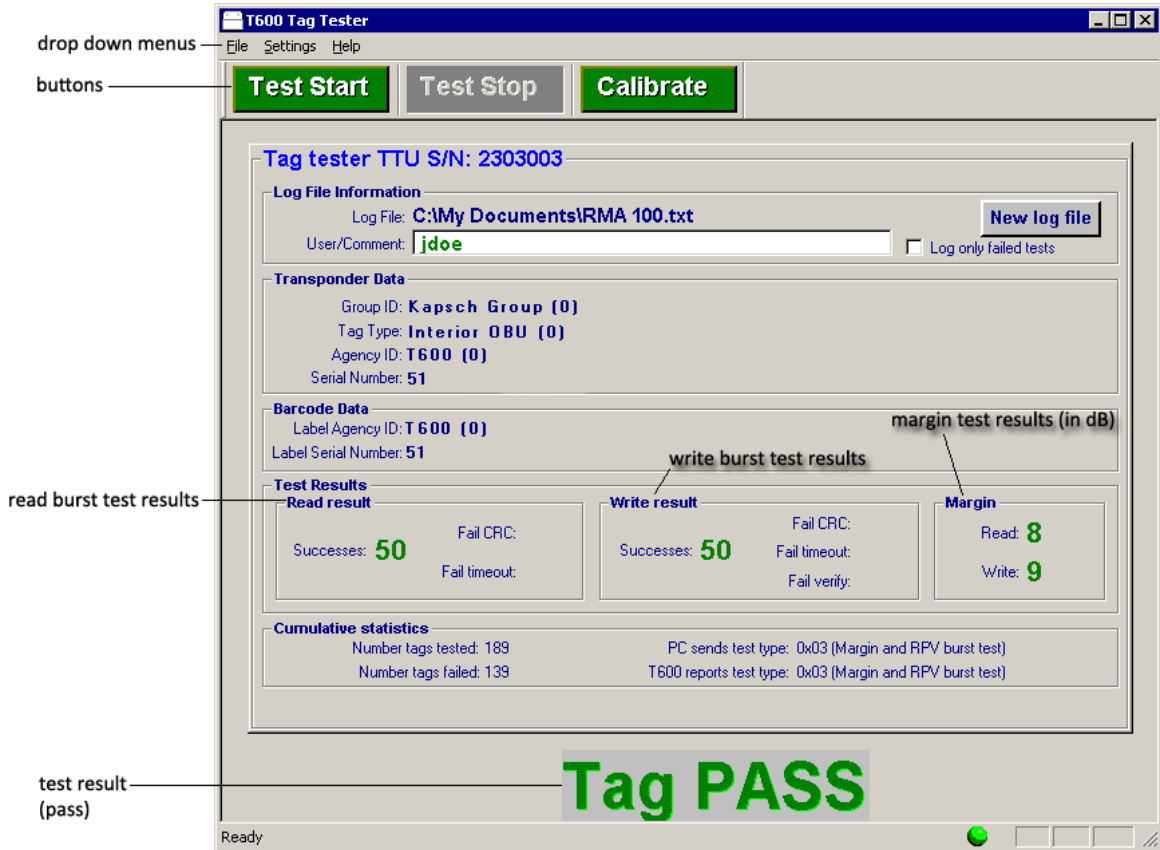 T600 Tag Tester
drop down menus
File Settings Help
buttons
Test Start Test Stop Calibrate
Tag tester TTU S/N: 2303003
Log File Information
Log File: C:\My Documents\RMA 100.txt
New log file
User/Comment: jdoe
Log only failed tests
Transponder Data
Group ID: Kapsch Group (0)
Tag Type: Interior OBU (0)
Agency ID: T600 (0)
Serial Number: 51
Barcode Data
Label Agency ID: T600 (0)
margin test results (in dB)
Label Serial Number: 51
write burst test results
Test Results
read burst test results
Read result
Successes: 50
Fail CRC:
Fail timeout:
Write result
Successes: 50
Fail CRC:
Fail timeout:
Fail verify:
Margin
Read: 8
Write: 9
Cumulative statistics
Number tags tested: 189
PC sends test type: 0x03 (Margin and RPV burst test)
Number tags failed: 139
T600 reports test type: 0x03 (Margin and RPV burst test)
test result
(pass)
Tag PASS
Ready